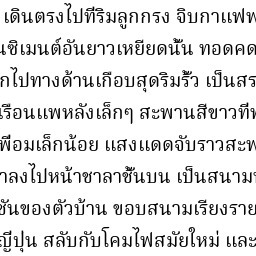 เดินตรงไปที่ริมลูกกรง จิบกาแฟพ
นซิเมนต์อันยาวเหยียดนั้น ทอดคด
กไปทางด้านเกือบสุดริมรั้ว เป็นสร
เรือนแพหลังเล็กๆ สะพานสีขาวที่ท
พือมเล็กน้อย แสงแดดจับราวสะพ
าลงไปหน้าชาลาชั้นบน เป็นสนาม
ชันของตัวบ้าน ขอบสนามเรียงราย
ญี่ปุ่น สลับกับโคมไฟสมัยใหม่ และ